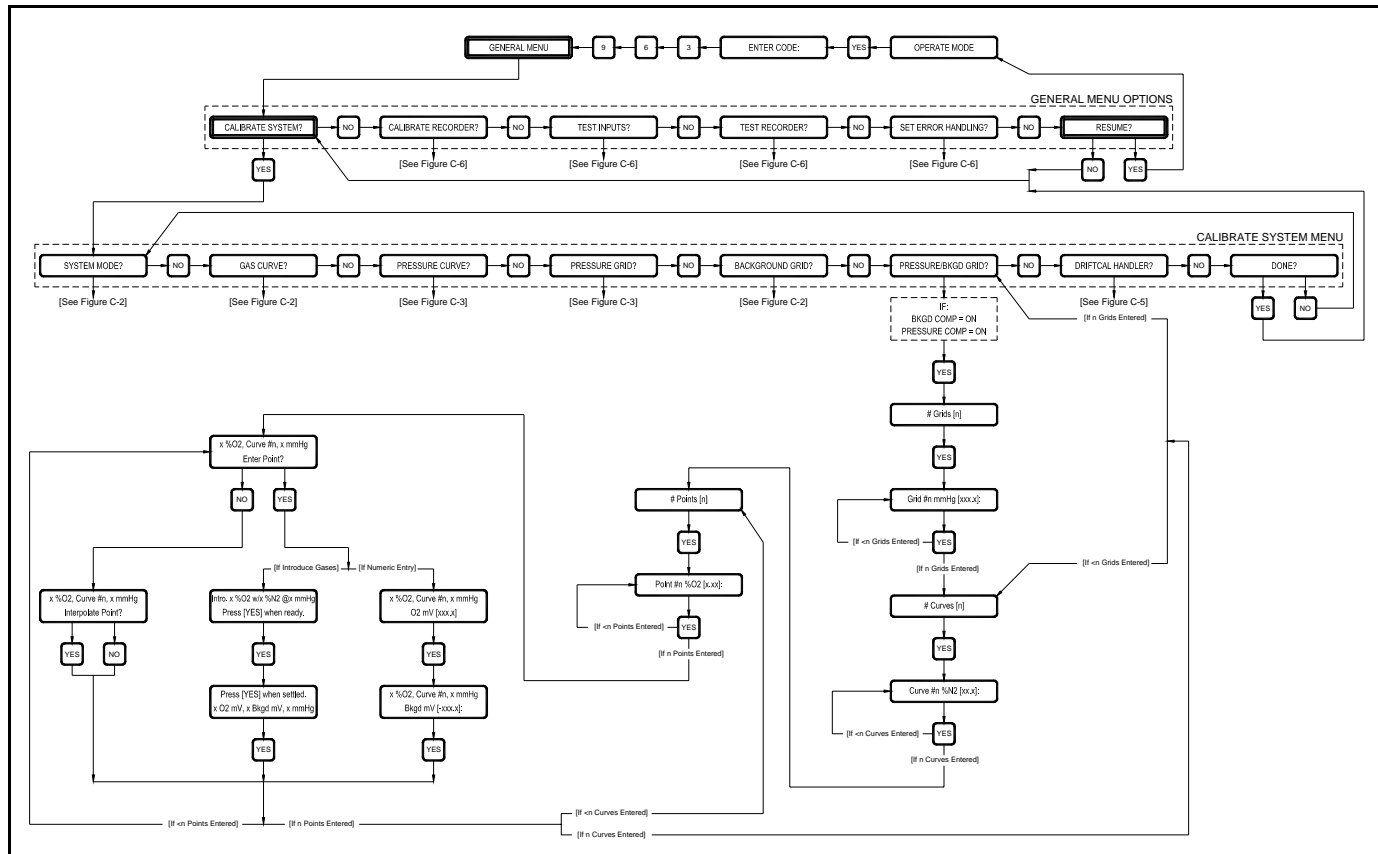 GENERAL MENU
9
6
3
ENTER CODE:
YES
OPERATE MODE
GENERAL MENU OPTIONS
CALIBRATE SYSTEM?
NO
CALIBRATE RECORDER?
NO
TEST INPUTS?
NO
TEST RECORDER?
NO
SET ERROR HANDLING?
NO
RESUME?
YES
[See Figure C-6]
[See Figure C-6]
[See Figure C-6]
[See Figure C-6]
NO
YES
CALIBRATE SYSTEM MENU
SYSTEM MODE?
NO
GAS CURVE?
NO
PRESSURE CURVE?
NO
PRESSURE GRID?
NO
BACKGROUND GRID?
NO
PRESSURE/BKGD GRID?
NO
DRIFTCAL HANDLER?
NO
DONE?
[See Figure C-2]
[See Figure C-2]
[See Figure C-3]
[See Figure C-3]
[See Figure C-2]
[See Figure C-5]
YES
NO
IF:
BKGD COMP = ON
PRESSURE COMP = ON
[If n Grids Entered]
YES
# Grids [n]
YES
Grid #n mmHg [xxx.x]:
[If <n Grids Entered]
YES
[If n Grids Entered]
[If <n Grids Entered]
# Curves [n]
YES
Curve #n %N2 [xx.x]:
[If <n Curves Entered]
YES
[If n Curves Entered]
# Points [n]
YES
Point #n %O2 [x.xx]:
[If <n Points Entered]
YES
[If n Points Entered]
x %O2, Curve #n, x mmHg
Enter Point?
NO
YES
[If Introduce Gases]
[If Numeric Entry]
x %O2, Curve #n, x mmHg
Interpolate Point?
Intro. x %O2 w/x %N2 @x mmHg
Press [YES] when ready.
x %O2, Curve #n, x mmHg
O2 mV [xxx.x]
YES
NO
YES
YES
Press [YES] when settled.
x O2 mV, x Bkgd mV, x mmHg
x %O2, Curve #n, x mmHg
Bkgd mV [-xxx.x]:
YES
YES
[If <n Points Entered]
[If n Points Entered]
[If <n Curves Entered]
[If n Curves Entered]